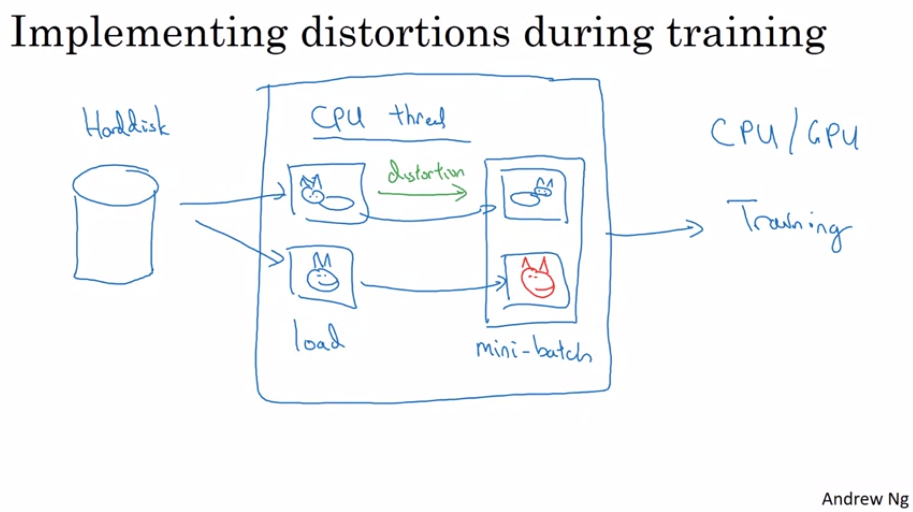 Implementing distortions during training
Harddisk
CPU thread
distortion
load
mini-batch
CPU/GPU
Training
Andrew Ng